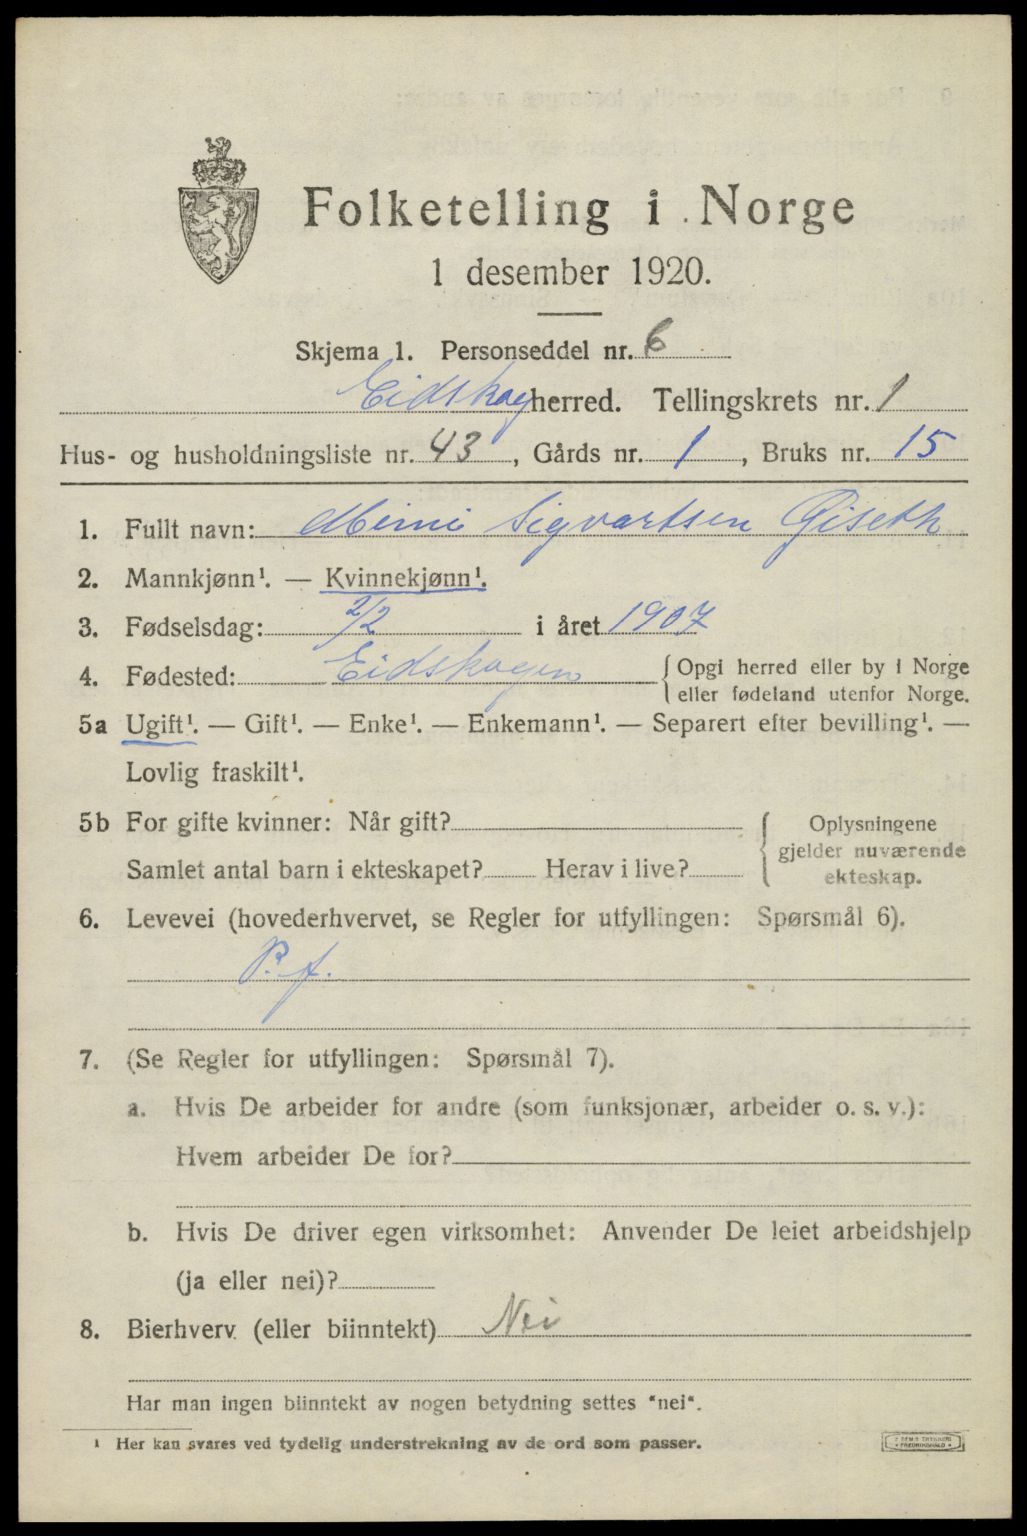 Folketelling i Norge
1 desember 1920.
Skjema 1. Personseddel nr. 6
Eidskog herred. Tellingskrets nr. 1
Hus- og husholdningsliste nr. 43, Gårds nr. 1, Bruks nr. 15
1. Fullt navn: Mimi Sigvartsen Giseth
2. Mannkjønn¹. — Kvinnekjønn¹.
3. Fødselsdag: 2/2 i året 1907
4. Fødested: Eidskogen { Opgi herred eller by i Norge
eller fødeland utenfor Norge.
5a Ugift¹. — Gift¹. — Enke¹. — Enkemann¹. — Separert efter bevilling¹. —
Lovlig fraskilt¹.
5b For gifte kvinner: Når gift? { Oplysningene
gjelder nuværende
Samlet antal barn i ekteskapet? Herav i live? ekteskap.
6. Levevei (hovederhvervet, se Regler for utfyllingen: Spørsmål 6).
P. f.
7. (Se Regler for utfyllingen: Spørsmål 7).
a. Hvis De arbeider for andre (som funksjonær, arbeider o. s. v.):
Hvem arbeider De for?
b. Hvis De driver egen virksomhet: Anvender De leiet arbeidshjelp
(ja eller nei)?
8. Bierhverv (eller biinntekt) Nei
Har man ingen biinntekt av nogen betydning settes "nei".
¹ Her kan svares ved tydelig understrekning av de ord som passer.